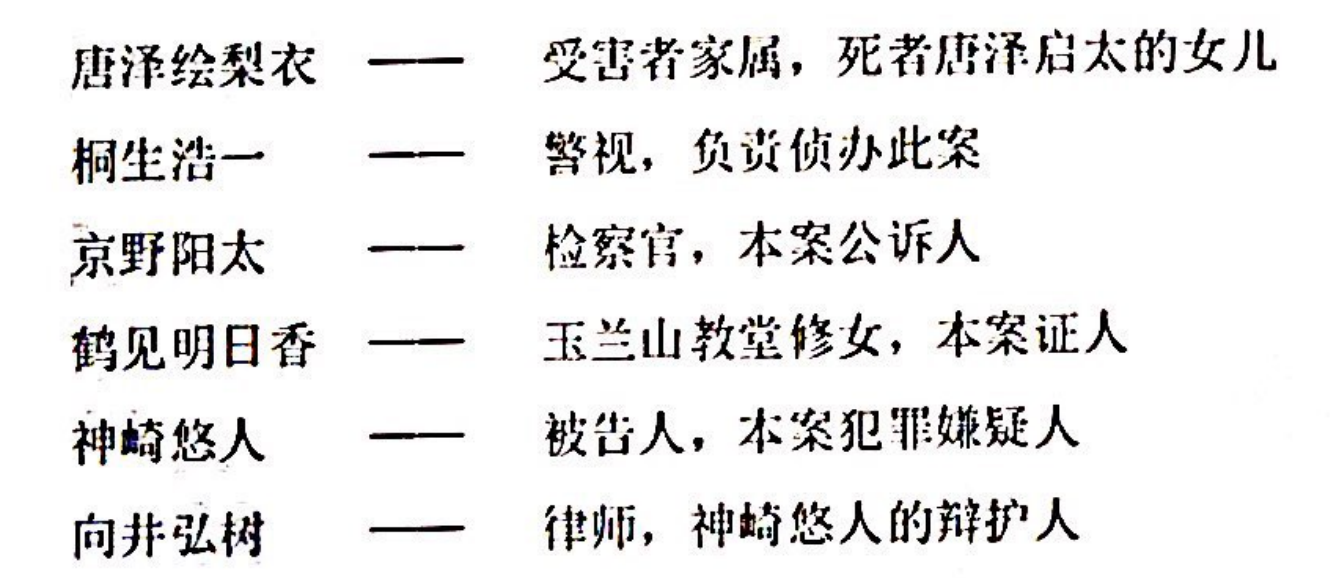 唐泽绘梨衣 —— 受害者家属，死者唐泽启太的女儿
桐生浩一 —— 警视，负责侦办此案
京野阳太 —— 检察官，本案公诉人
鹤见明日香 —— 玉兰山教堂修女，本案证人
神崎悠人 —— 被告人，本案犯罪嫌疑人
向井弘树 —— 律师，神崎悠人的辩护人